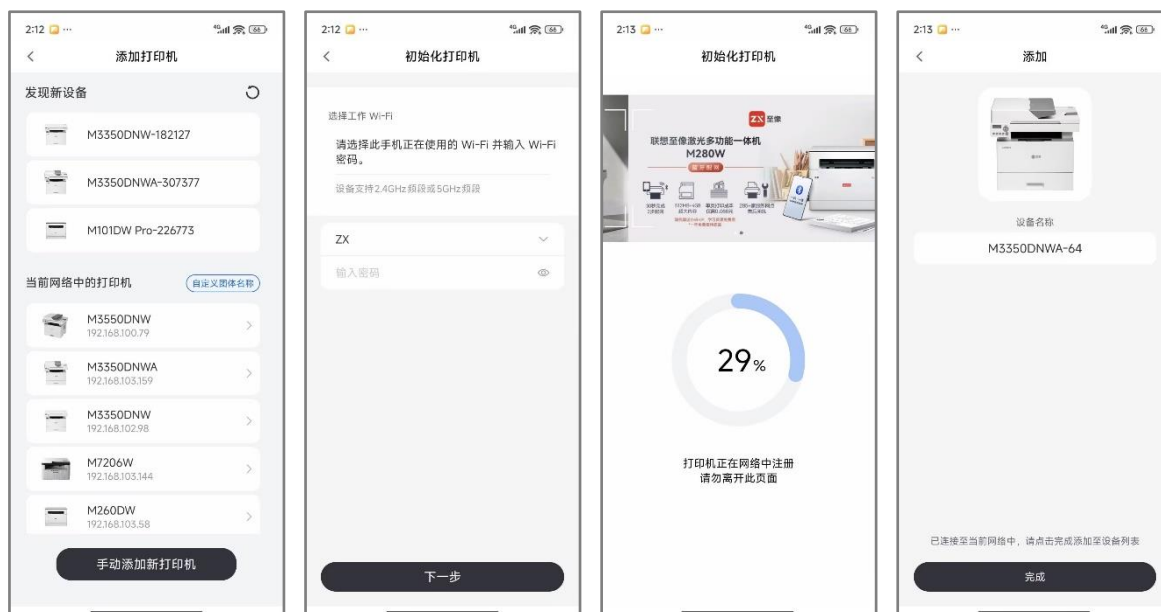 2:12
4G
66
添加打印机
发现新设备
M3350DNW-182127
M3350DNWA-307377
M101DW Pro-226773
当前网络中的打印机
自定义团体名称
M3550DNW
192.168.100.79
M3350DNWA
192.168.103.159
M3350DNW
192.168.102.98
M7206W
192.168.103.144
M260DW
192.168.103.58
手动添加新打印机
2:12
4G
66
初始化打印机
选择工作 Wi-Fi
请选择此手机正在使用的 Wi-Fi 并输入 Wi-Fi
密码。
设备支持2.4GHz频段或5GHz频段
ZX
输入密码
下一步
2:13
4G
66
初始化打印机
ZX 至像
联想至像激光多功能一体机
M280W
29%
打印机正在网络中注册
请勿离开此页面
2:13
4G
66
添加
设备名称
M3350DNWA-64
已连接至当前网络中，请点击完成添加至设备列表
完成